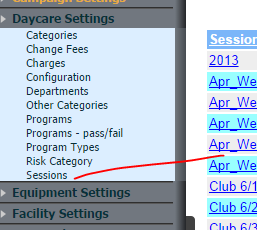 Campaign Settings
Daycare Settings
Categories
Change Fees
Charges
Configuration
Departments
Other Categories
Programs
Programs - pass/fail
Program Types
Risk Category
Sessions
Equipment Settings
Facility Settings
Session
2013
Apr_We
Apr_We
Apr_We
Apr_We
Apr_We
Club 6/1
Club 6/2
Club 6/3